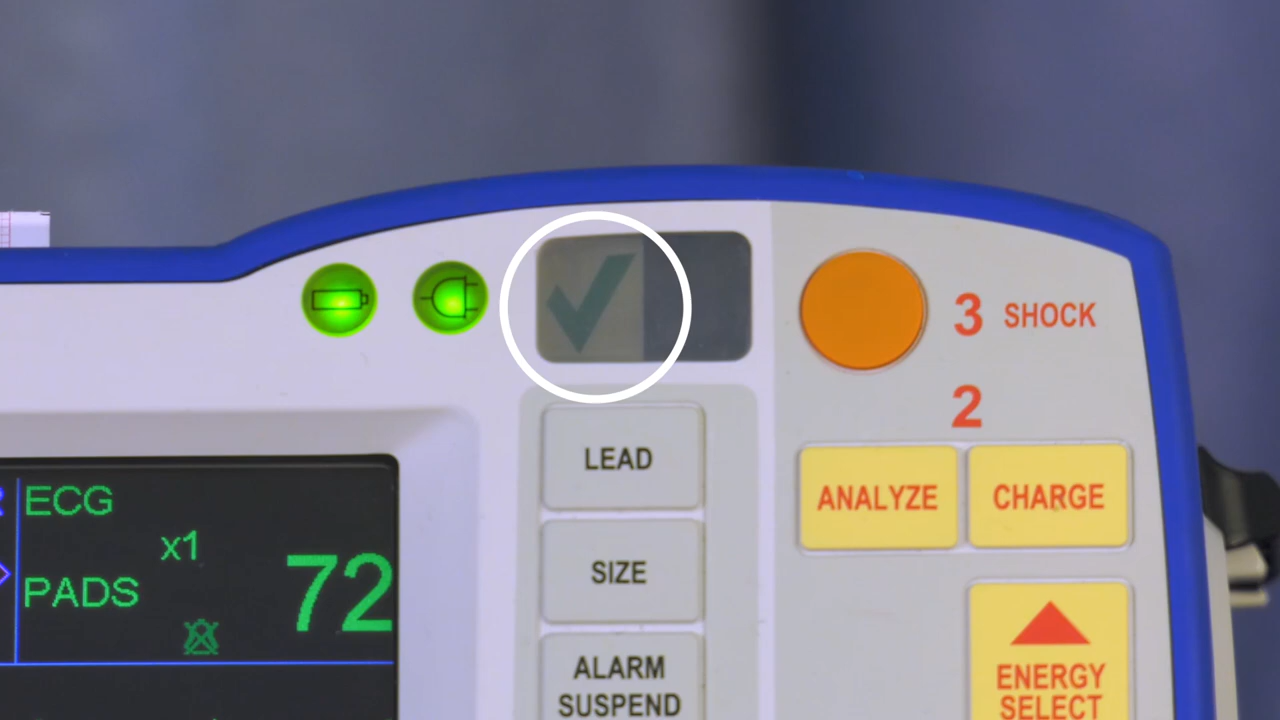 3 SHOCK
2
LEAD
ANALYZE
CHARGE
ECG
x1
SIZE
PADS
72
ALARM
SUSPEND
ENERGY
SELECT